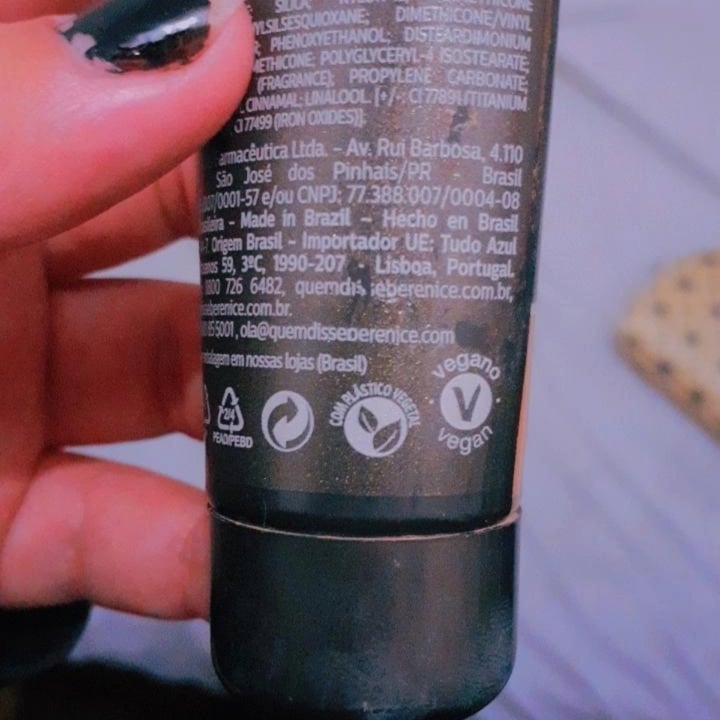 SILICA;
DIMETHICONE/VINYL
PHENOXYETHANOL; DISTEARDIMONIUM
POLYGLYCERYL-4 ISOSTEARATE;
(FRAGRANCE); PROPYLENE CARBONATE;
CINNAMAL; LINALOOL. [+/-: CI 77891/TITANIUM
CI 77499 (IRON OXIDES)]
armacêutica Ltda. – Av. Rui Barbosa, 4.110
São José dos Pinhais/PR - Brasil
/0001-57 e/ou CNPJ: 77.388.007/0004-08
- Made in Brazil – Hecho en Brasil
Origem Brasil – Importador UE: Tudo Azul
59, 3ºC, 1990-207 Lisboa, Portugal.
0800 726 6482, quemdisseberenice.com.br,
seberenice.com.br.
5001, ola@quemdisseberenice.com
em nossas lojas (Brasil)
2/4
PEAD/PEBD
COM PLÁSTICO VEGETAL
vegano
V
vegan